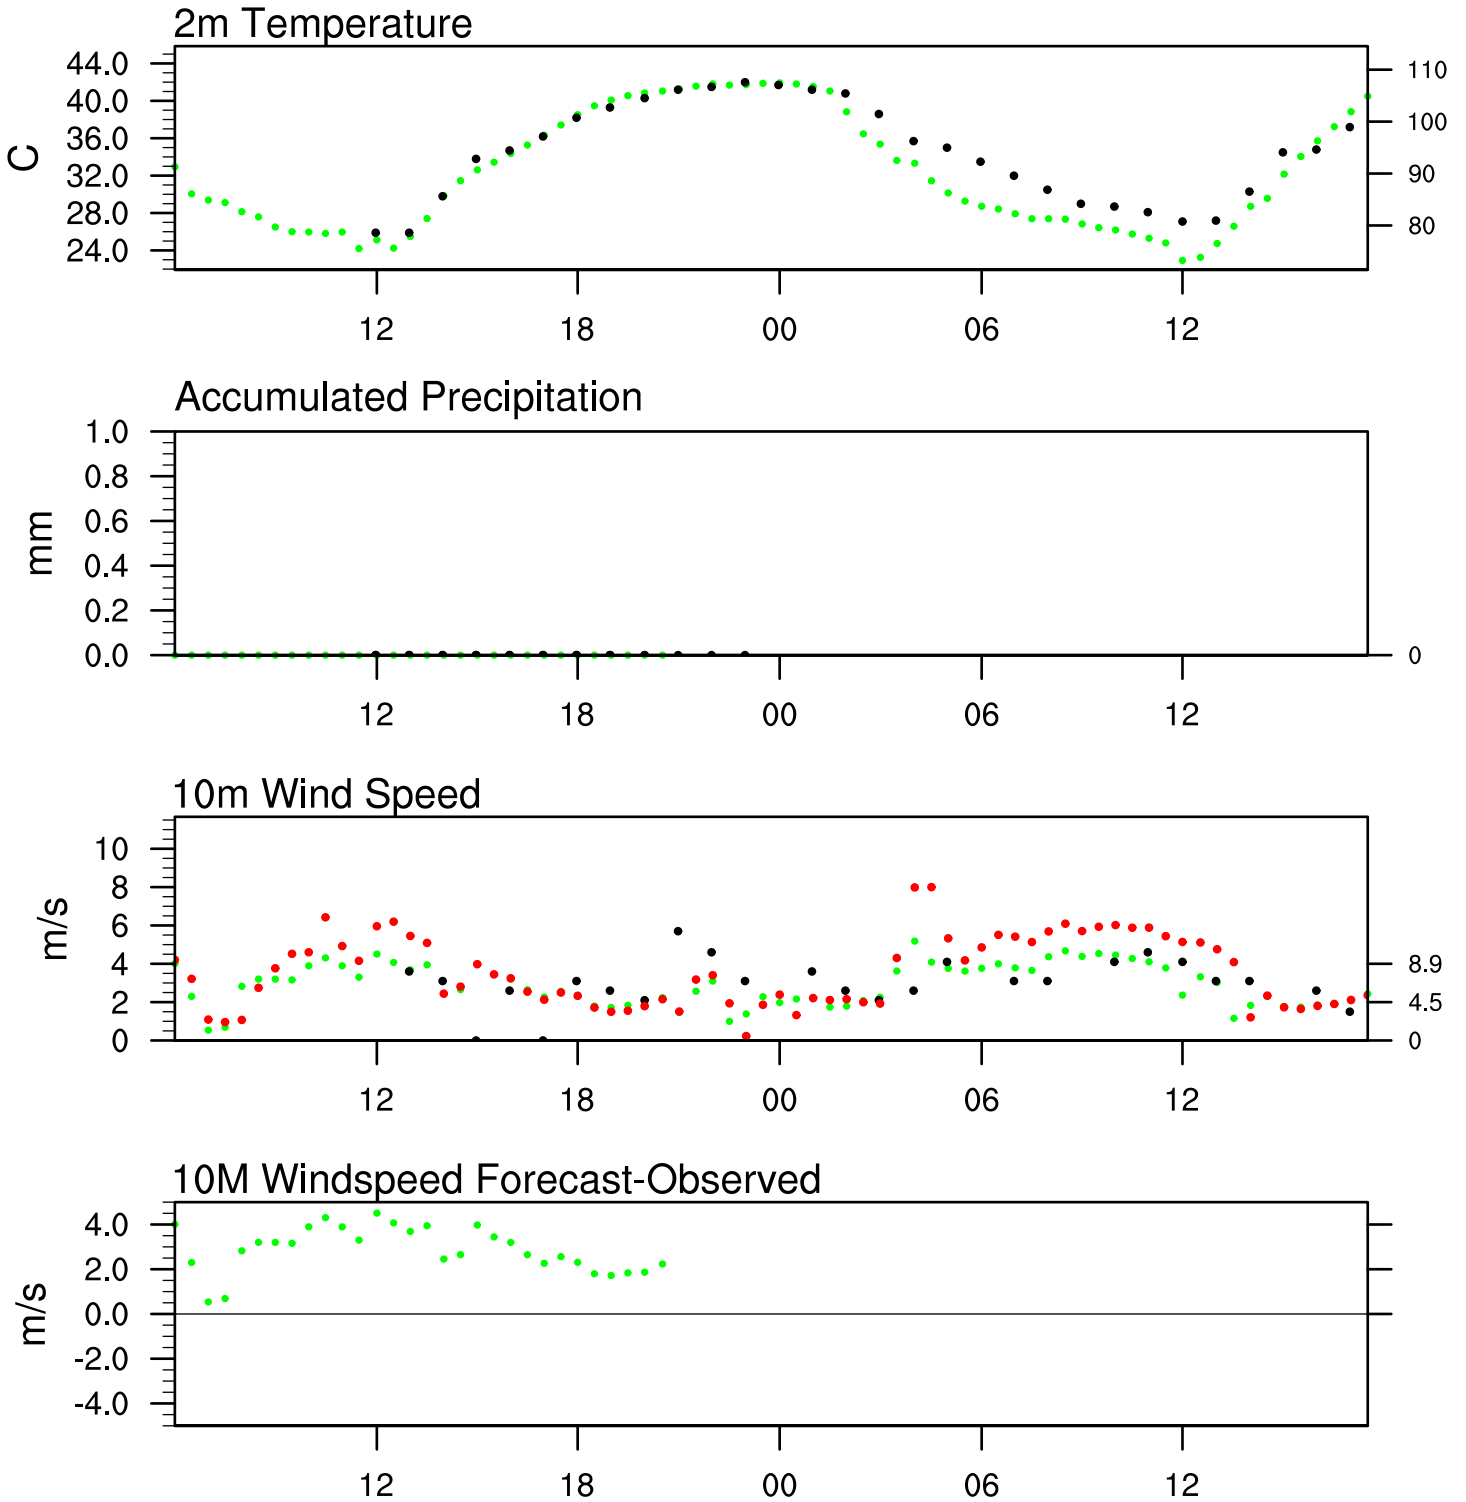 2m Temperature
44.0
40.0
36.0
32.0
28.0
24.0
C
110
100
90
80
12 18 00 06 12
Accumulated Precipitation
1.0
0.8
0.6
0.4
0.2
0.0
mm
0
12 18 00 06 12
10m Wind Speed
10
8
6
4
2
0
m/s
8.9
4.5
0
12 18 00 06 12
10M Windspeed Forecast-Observed
4.0
2.0
0.0
-2.0
-4.0
m/s
12 18 00 06 12